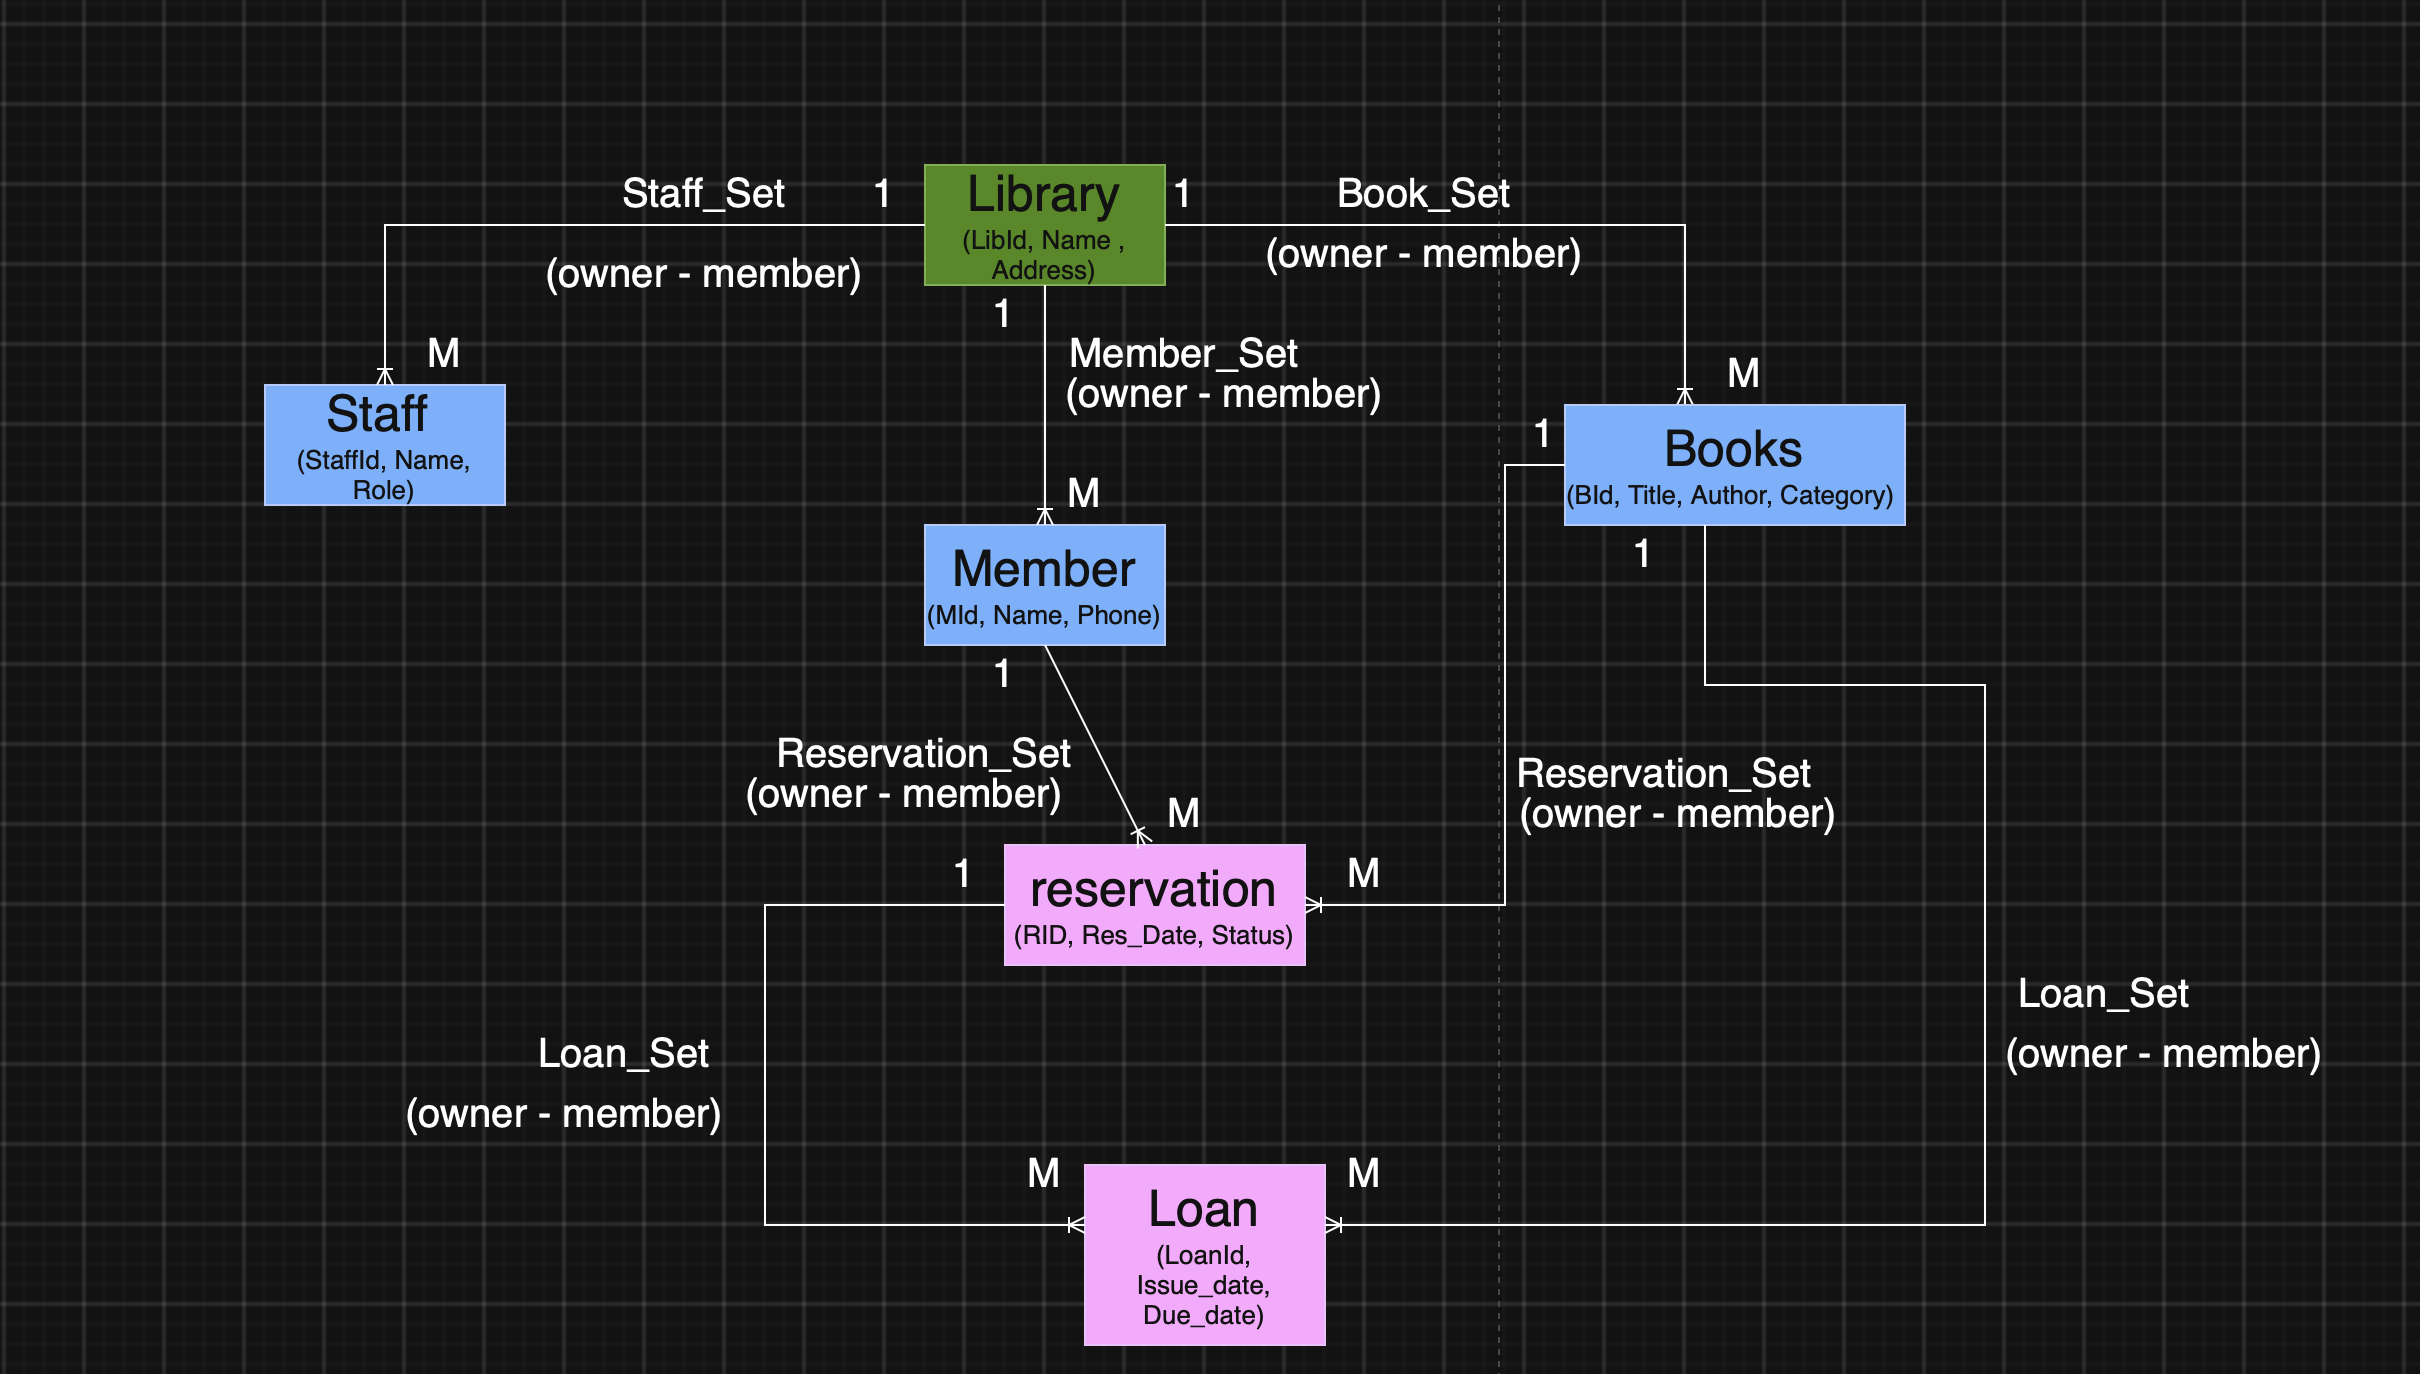 Staff_Set
1
Library
(LibId, Name ,
Address)
1
Book_Set
(owner - member)
(owner - member)
1
Member_Set
(owner - member)
M
M
Staff
(StaffId, Name,
Role)
M
1
Books
(BId, Title, Author, Category)
1
Member
(MId, Name, Phone)
1
Reservation_Set
(owner - member)
M
Reservation_Set
(owner - member)
1
reservation
(RID, Res_Date, Status)
M
Loan_Set
(owner - member)
Loan_Set
(owner - member)
M
Loan
(LoanId,
Issue_date,
Due_date)
M